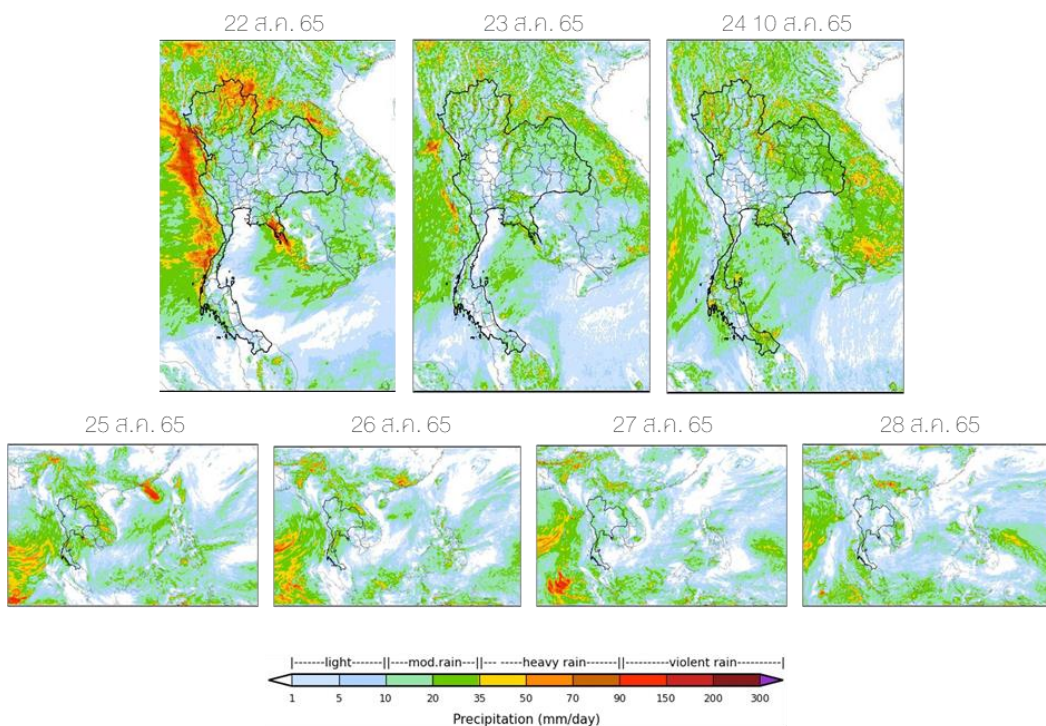 22 ส.ค. 65
23 ส.ค. 65
24 10 ส.ค. 65
25 ส.ค. 65
26 ส.ค. 65
27 ส.ค. 65
28 ส.ค. 65
|-------light-------||----mod.rain---||--- -----heavy rain------||-------violent rain------|
1 5 10 20 35 50 70 90 150 200 300
Precipitation (mm/day)